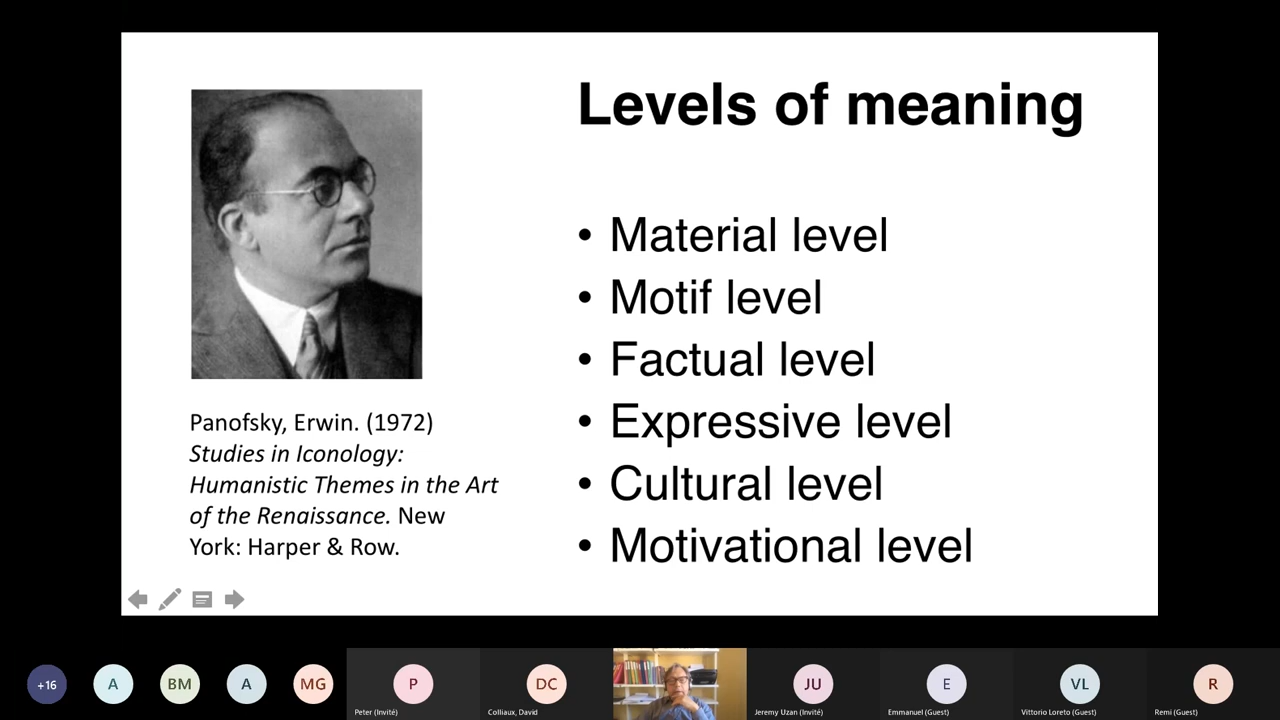 Levels of meaning
• Material level
• Motif level
• Factual level
• Expressive level
• Cultural level
• Motivational level
Panofsky, Erwin. (1972)
Studies in Iconology:
Humanistic Themes in the Art
of the Renaissance. New
York: Harper & Row.
+16
A
BM
A
MG
P
DC
JU
E
VL
R
Peter (Invité)
Colliaux, David
Jeremy Uzan (Invité)
Emmanuel (Guest)
Vittorio Loreto (Guest)
Remi (Guest)